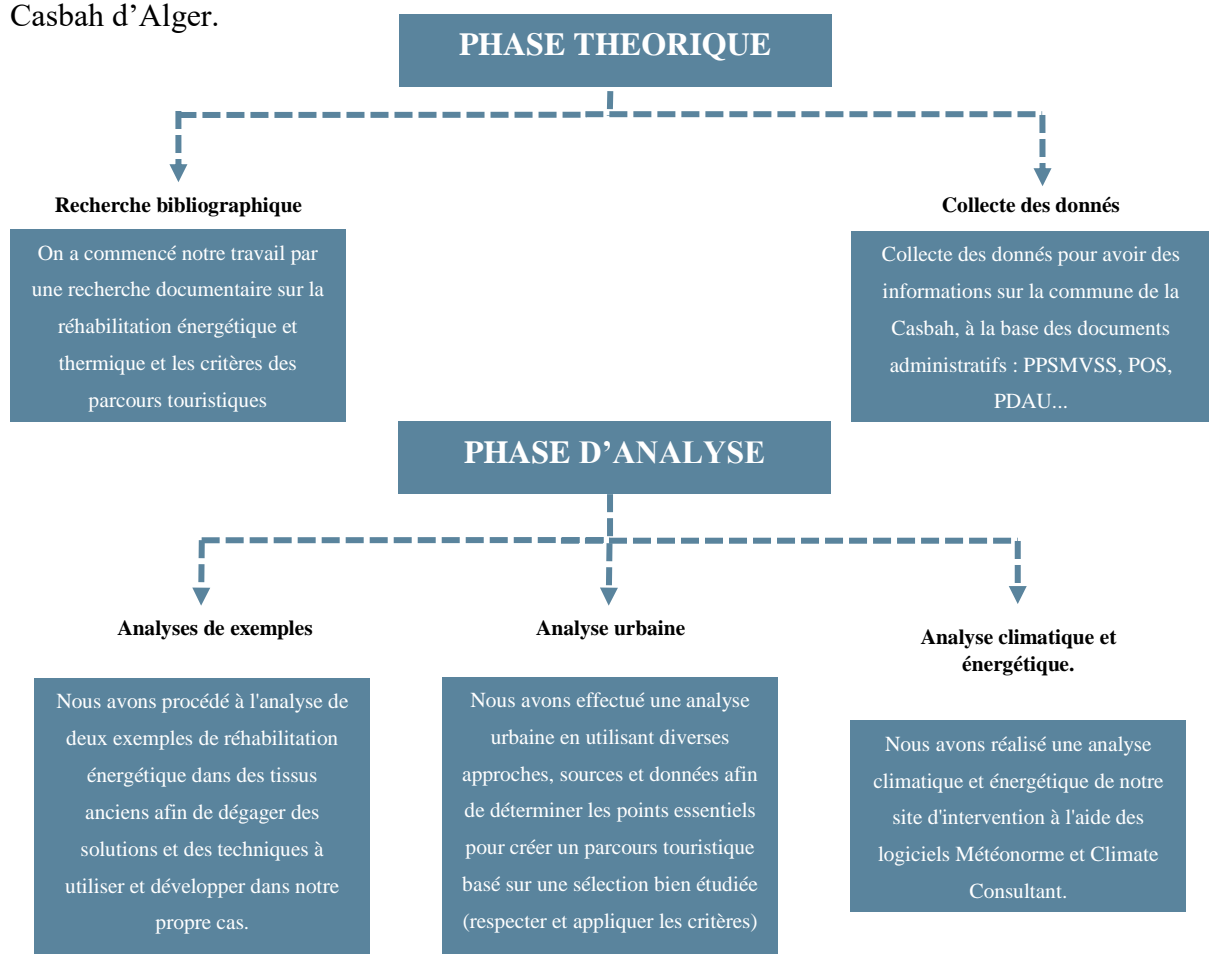 Casbah d’Alger.
PHASE THEORIQUE
Recherche bibliographique
On a commencé notre travail par
une recherche documentaire sur la
réhabilitation énergétique et
thermique et les critères des
parcours touristiques
Collecte des donnés
Collecte des donnés pour avoir des
informations sur la commune de la
Casbah, à la base des documents
administratifs : PPSMVSS, POS,
PDAU...
PHASE D’ANALYSE
Analyses de exemples
Nous avons procédé à l'analyse de
deux exemples de réhabilitation
énergétique dans des tissus
anciens afin de dégager des
solutions et des techniques à
utiliser et développer dans notre
propre cas.
Analyse urbaine
Nous avons effectué une analyse
urbaine en utilisant diverses
approches, sources et données afin
de déterminer les points essentiels
pour créer un parcours touristique
basé sur une sélection bien étudiée
(respecter et appliquer les critères)
Analyse climatique et
énergétique.
Nous avons réalisé une analyse
climatique et énergétique de notre
site d'intervention à l'aide des
logiciels Météonorme et Climate
Consultant.